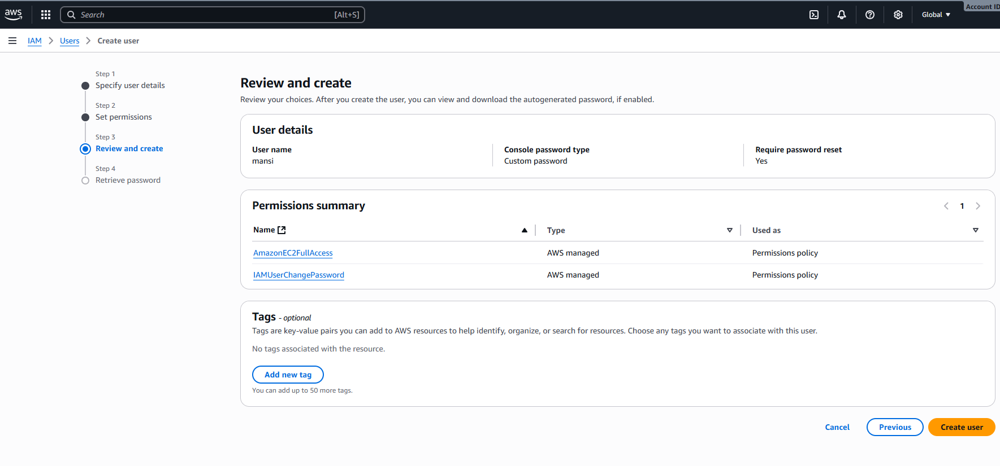 aws
Search [Alt+S]
Global
Account ID
IAM > Users > Create user
Step 1
Specify user details
Step 2
Set permissions
Step 3
Review and create
Step 4
Retrieve password
Review and create
Review your choices. After you create the user, you can view and download the autogenerated password, if enabled.
User details
User name
mansi
Console password type
Custom password
Require password reset
Yes
Permissions summary
1
Name Type Used as
AmazonEC2FullAccess AWS managed Permissions policy
IAMUserChangePassword AWS managed Permissions policy
Tags - optional
Tags are key-value pairs you can add to AWS resources to help identify, organize, or search for resources. Choose any tags you want to associate with this user.
No tags associated with the resource.
Add new tag
You can add up to 50 more tags.
Cancel Previous Create user